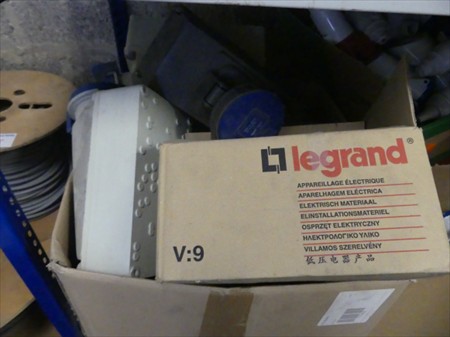 legrand®
APPAREILLAGE ÉLECTRIQUE
APARELHAGEM ELÉCTRICA
ELEKTRISCH MATERIAAL
ELINSTALLATIONSMATERIEL
OSPRZĘT ELEKTRYCZNY
ΗΛΕΚΤΡΟΛΟΓΙΚΟ ΥΛΙΚΟ
VILLAMOS SZERELVÉNY
低压电器产品
V:9